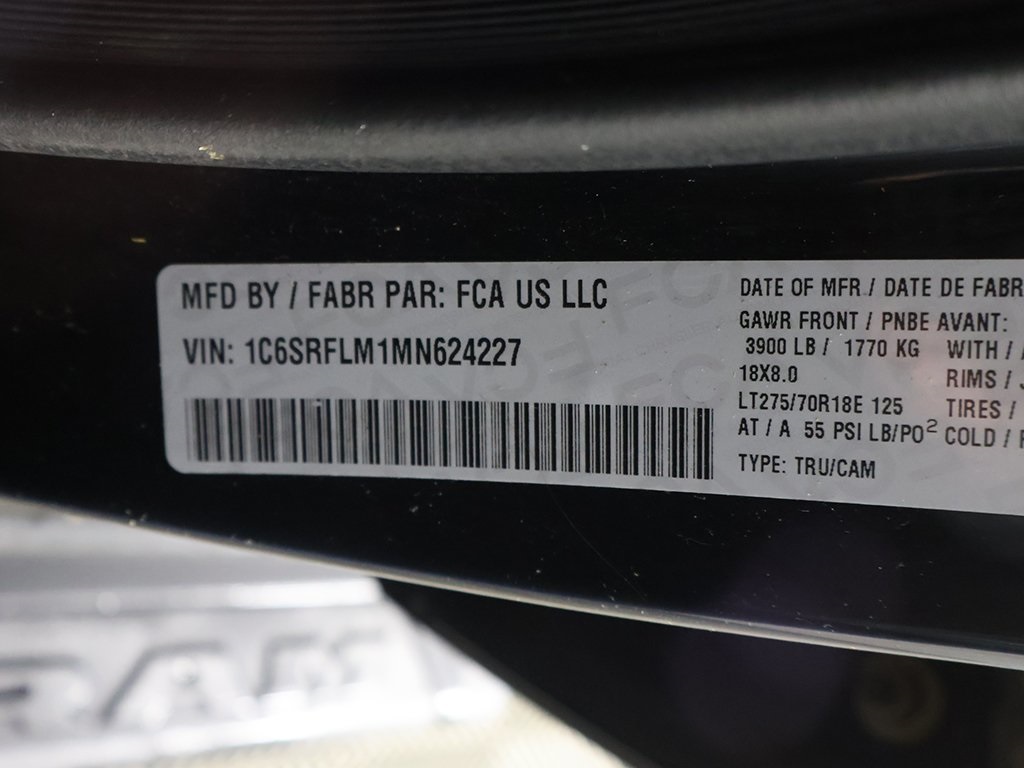 MFD BY / FABR PAR: FCA US LLC
VIN: 1C6SRFLM1MN624227
DATE OF MFR / DATE DE FABR
GAWR FRONT / PNBE AVANT:
3900 LB / 1770 KG WITH /
18X8.0 RIMS /
LT275/70R18E 125 TIRES /
AT / A 55 PSI LB/PO² COLD /
TYPE: TRU/CAM
RAM